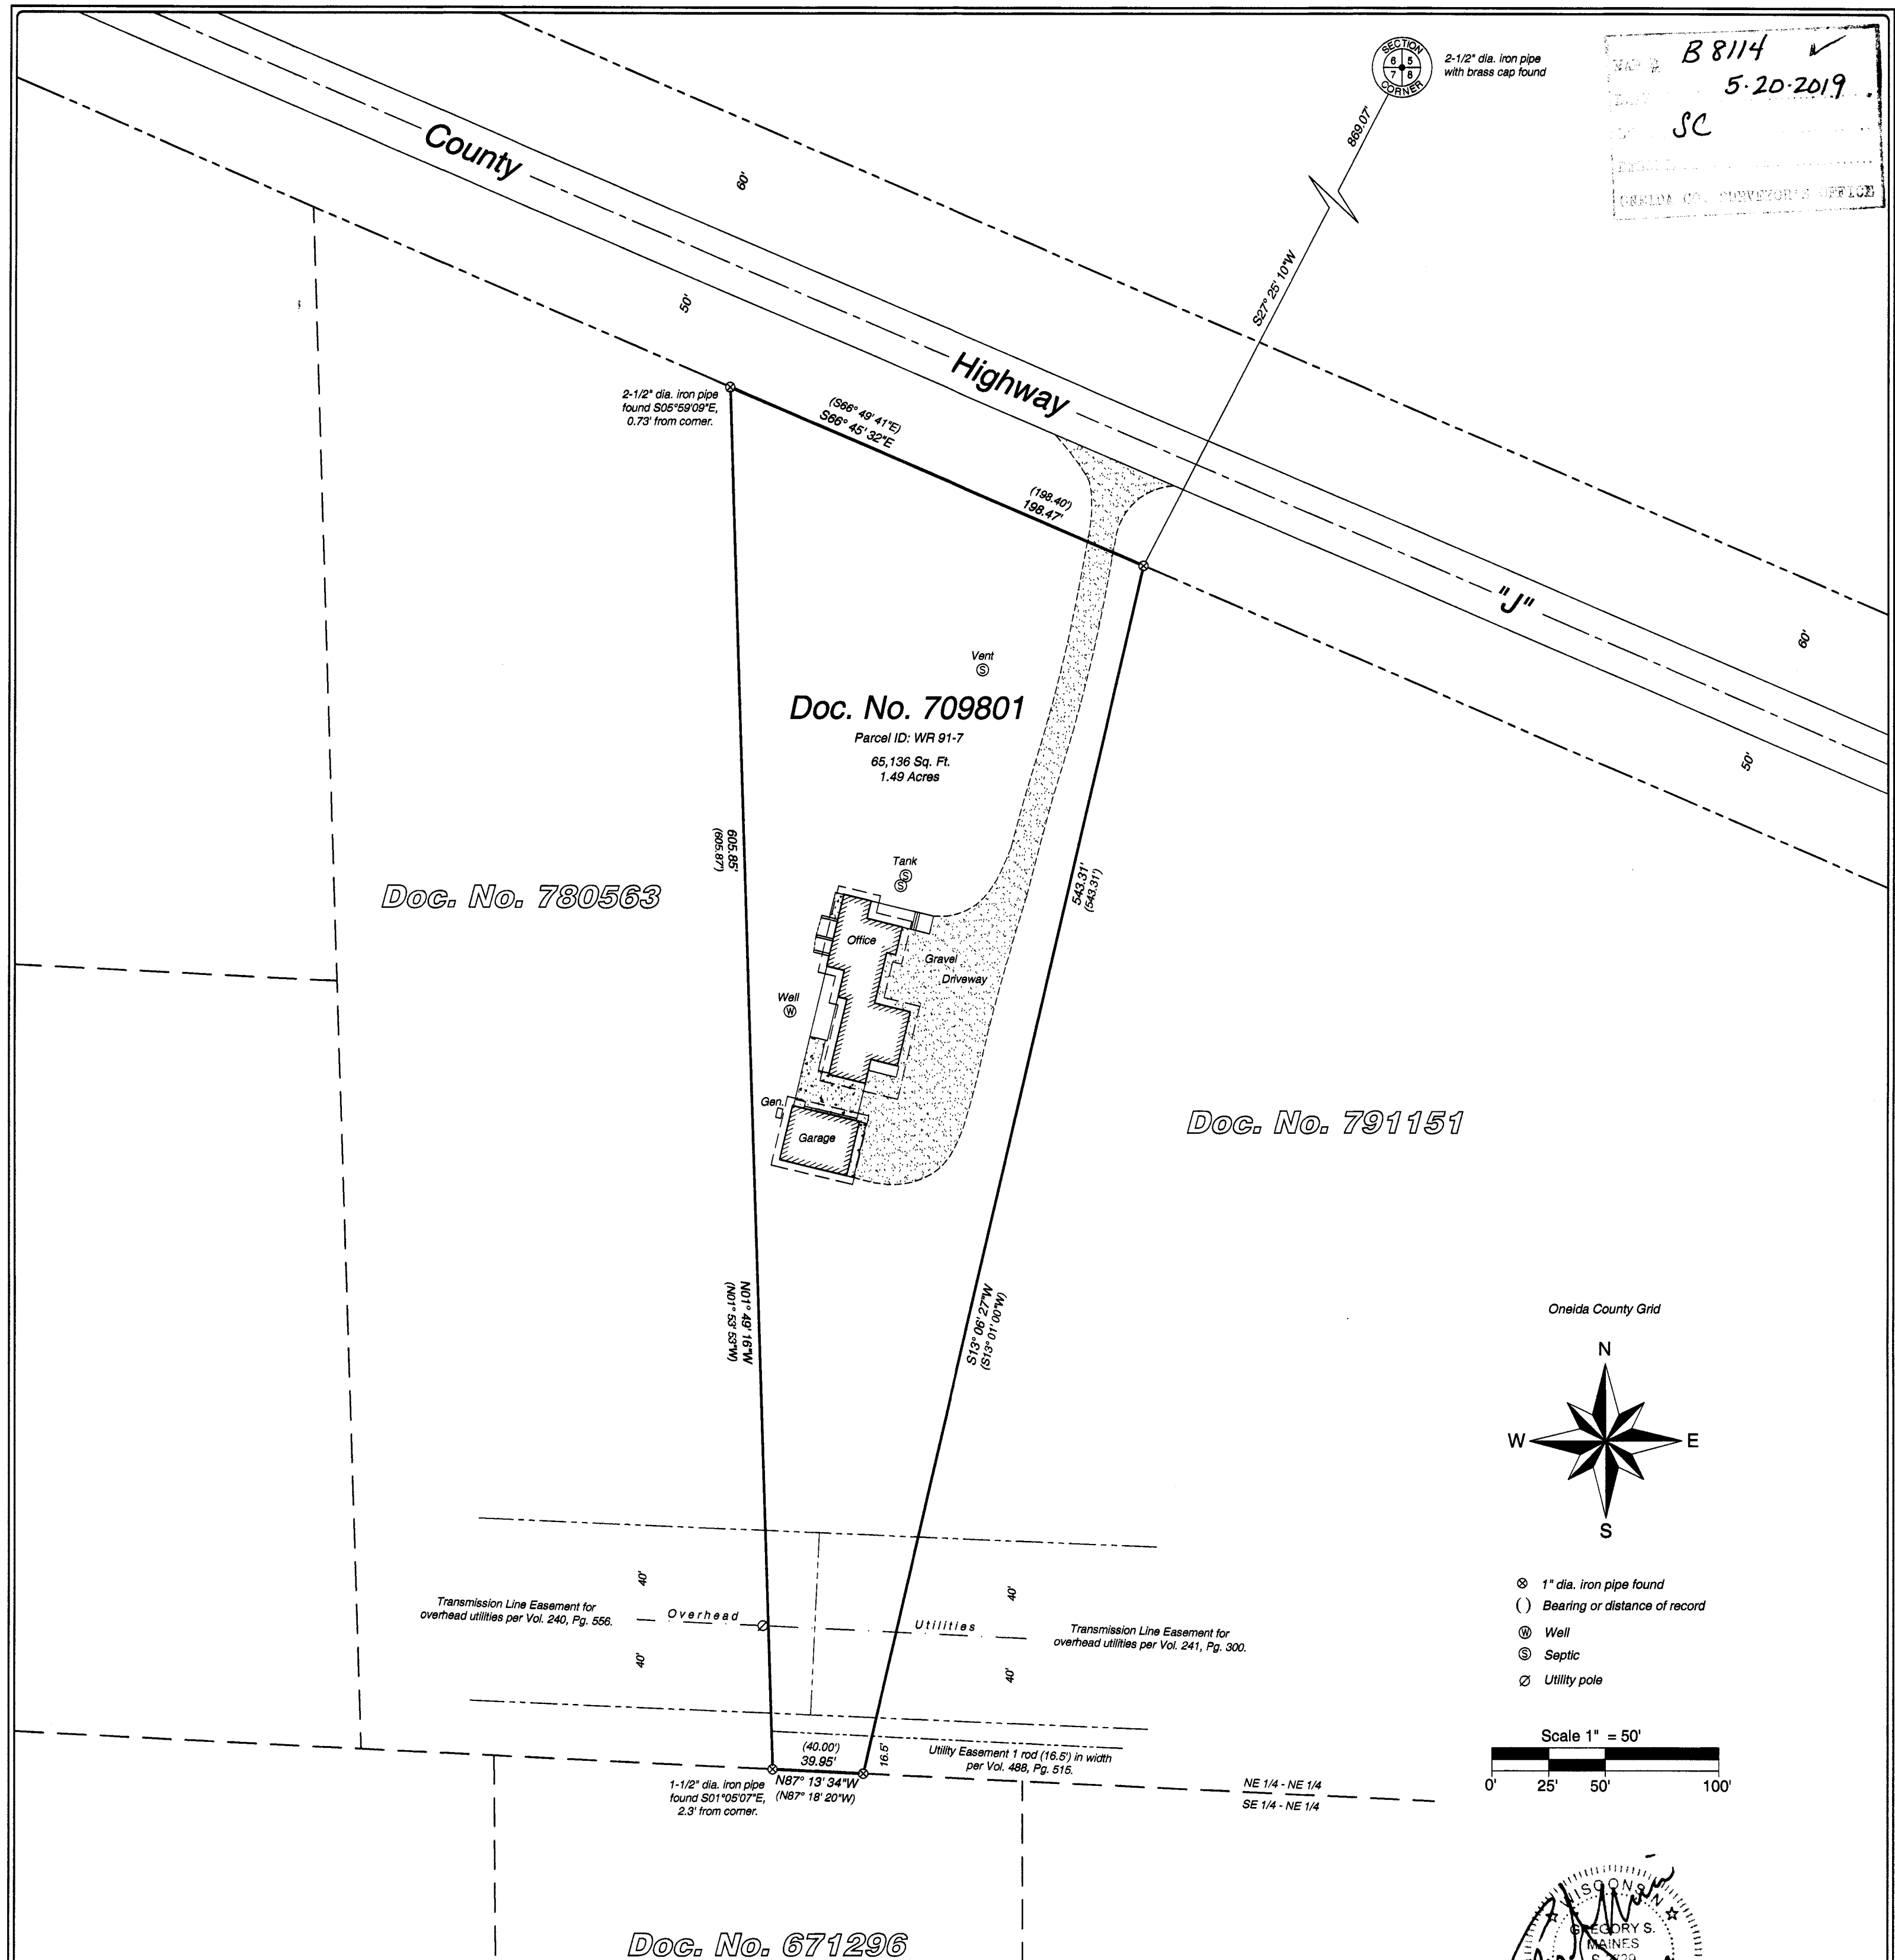 B 8114 ✓
5·20·2019
SC
ONEIDA CO. SURVEYOR'S OFFICE
SECTION
6 5
7 8
CORNER
2-1/2" dia. iron pipe
with brass cap found
869.07'
S27° 25' 10"W
County
Highway
"J"
60'
50'
60'
50'
2-1/2" dia. iron pipe
found S05°59'09"E,
0.73' from corner.
(S66° 49' 41"E)
S66° 45' 32"E
(198.40')
198.47'
Vent
S
Doc. No. 709801
Parcel ID: WR 91-7
65,136 Sq. Ft.
1.49 Acres
605.85'
(605.87')
543.31'
(543.31')
Doc. No. 780563
Tank
S
S
Office
Gravel
Driveway
Well
W
Gen.
Garage
Doc. No. 791151
N01° 49' 16"W
(N01° 53' 53"W)
S13° 06' 27"W
(S13° 01' 00"W)
Oneida County Grid
N
W
E
S
40'
40'
Transmission Line Easement for
overhead utilities per Vol. 240, Pg. 556.
Overhead
Utilities
Transmission Line Easement for
overhead utilities per Vol. 241, Pg. 300.
40'
40'
1" dia. iron pipe found
( ) Bearing or distance of record
W Well
S Septic
Utility pole
Scale 1" = 50'
0' 25' 50' 100'
(40.00')
39.95'
16.5'
Utility Easement 1 rod (16.5') in width
per Vol. 488, Pg. 515.
1-1/2" dia. iron pipe
found S01°05'07"E,
2.3' from corner.
N87° 13' 34"W
(N87° 18' 20"W)
NE 1/4 - NE 1/4
SE 1/4 - NE 1/4
Doc. No. 671296
WISCONSIN
GREGORY S.
MAINES